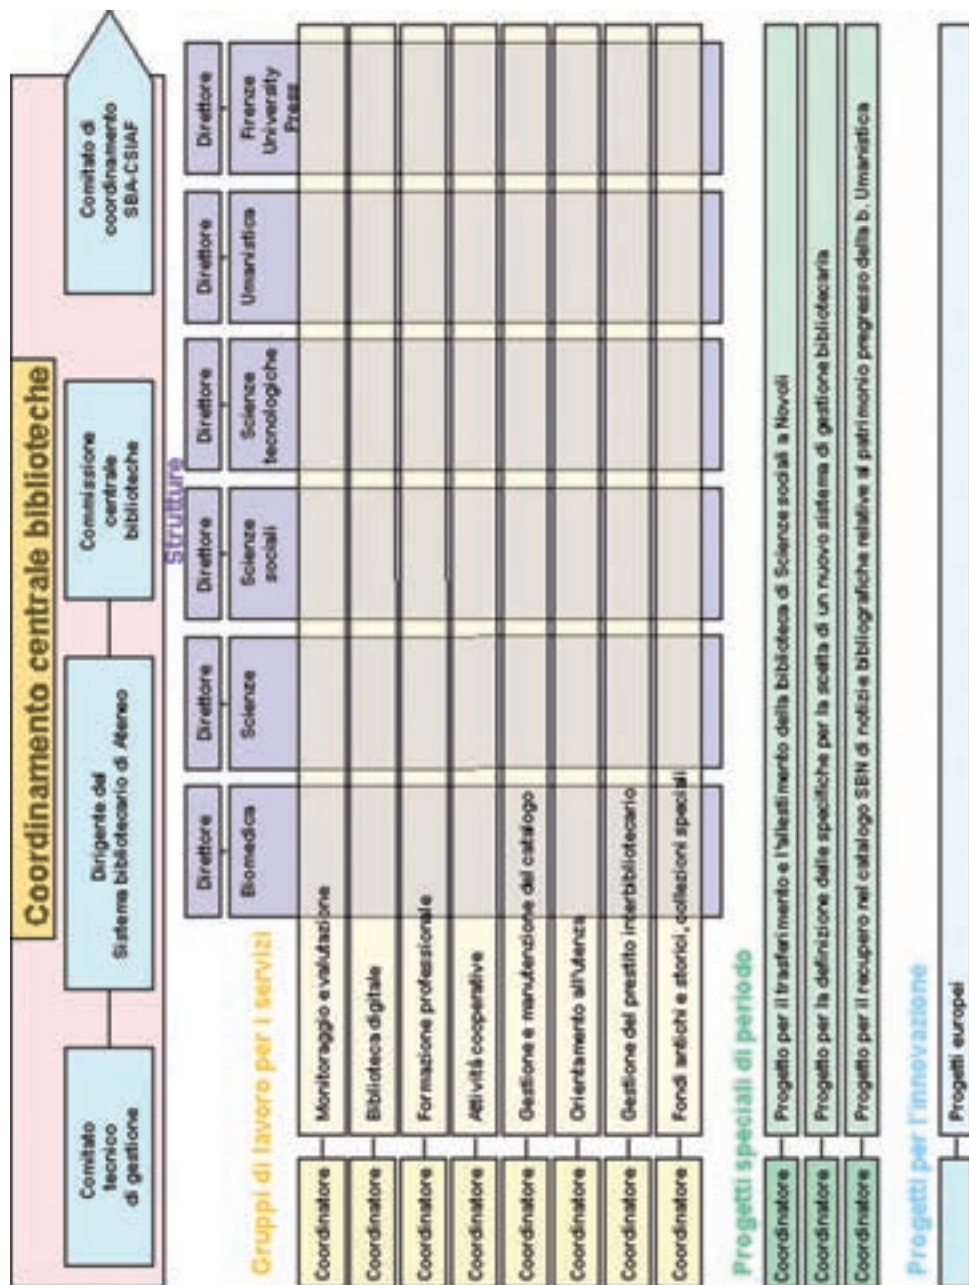 Coordinamento centrale biblioteche
Comitato
tecnico
di gestione
Dirigente del
Sistema bibliotecario di Ateneo
Commissione
centrale
biblioteche
Comitato di
coordinamento
SBA-CSIAF
Strutture
Direttore
Direttore
Direttore
Direttore
Direttore
Direttore
Biomedica
Scienze
Scienze
sociali
Scienze
tecnologiche
Umanistica
Firenze
University
Press
Gruppi di lavoro per i servizi
Coordinatore
Monitoraggio e valutazione
Coordinatore
Biblioteca digitale
Coordinatore
Formazione professionale
Coordinatore
Attività cooperative
Coordinatore
Gestione e manutenzione del catalogo
Coordinatore
Orientamento all'utenza
Coordinatore
Gestione del prestito interbibliotecario
Coordinatore
Fondi antichi e storici, collezioni speciali
Progetti speciali di periodo
Coordinatore
Progetto per il trasferimento e l'allestimento della biblioteca di Scienze sociali a Novoli
Coordinatore
Progetto per la definizione delle specifiche per la scelta di un nuovo sistema di gestione bibliotecaria
Coordinatore
Progetto per il recupero nel catalogo SBN di notizie bibliografiche relative al patrimonio pregresso della b. Umanistica
Progetti per l'innovazione
Progetti europei